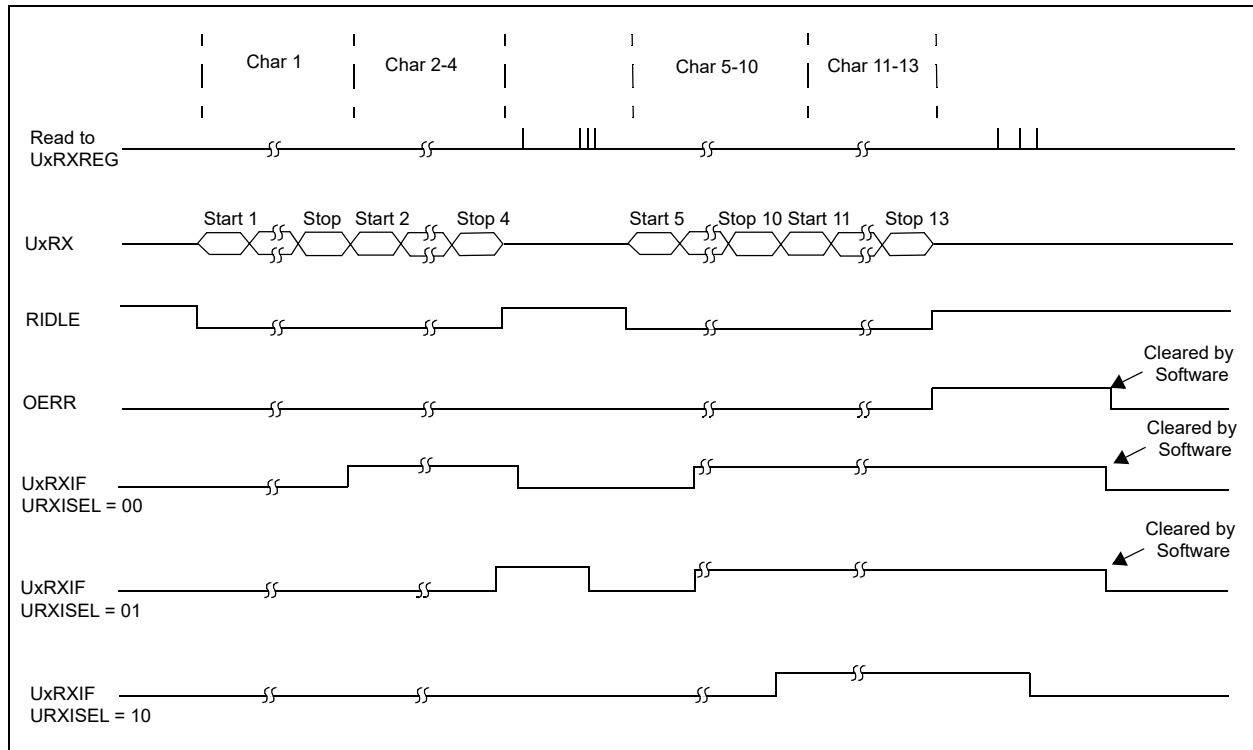 Char 1
Char 2-4
Char 5-10
Char 11-13
Read to
UxRXREG
Start 1
Stop
Start 2
Stop 4
Start 5
Stop 10
Start 11
Stop 13
UxRX
RIDLE
Cleared by
Software
OERR
Cleared by
Software
UxRXIF
URXISEL = 00
Cleared by
Software
UxRXIF
URXISEL = 01
UxRXIF
URXISEL = 10